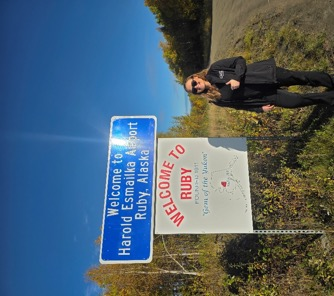 Welcome to
Harold Esmailka Airport
Ruby, Alaska
WELCOME TO
RUBY
"Gem of the Yukon"